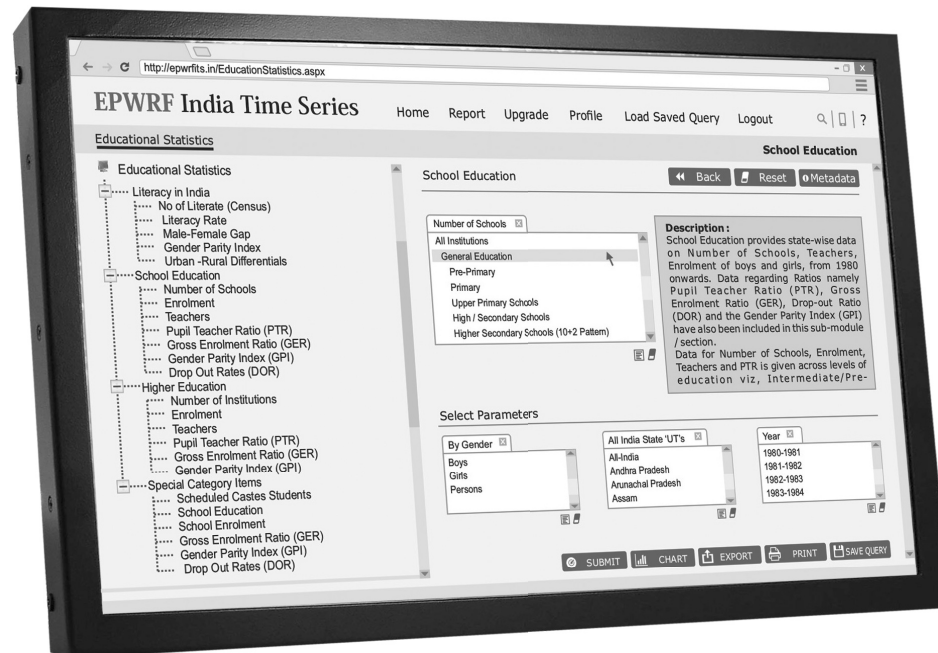 http://epwrfits.in/EducationStatistics.aspx
EPWRF India Time Series
Home Report Upgrade Profile Load Saved Query Logout ?
Educational Statistics
School Education
Educational Statistics
Literacy in India
No of Literate (Census)
Literacy Rate
Male-Female Gap
Gender Parity Index
Urban -Rural Differentials
School Education
Number of Schools
Enrolment
Teachers
Pupil Teacher Ratio (PTR)
Gross Enrolment Ratio (GER)
Gender Parity Index (GPI)
Drop Out Rates (DOR)
Higher Education
Number of Institutions
Enrolment
Teachers
Pupil Teacher Ratio (PTR)
Gross Enrolment Ratio (GER)
Gender Parity Index (GPI)
Special Category Items
Scheduled Castes Students
School Education
School Enrolment
Gross Enrolment Ratio (GER)
Gender Parity Index (GPI)
Drop Out Rates (DOR)
School Education
Back Reset Metadata
Number of Schools
All Institutions
General Education
Pre-Primary
Primary
Upper Primary Schools
High / Secondary Schools
Higher Secondary Schools (10+2 Pattern)
Description :
School Education provides state-wise data
on Number of Schools, Teachers,
Enrolment of boys and girls, from 1980
onwards. Data regarding Ratios namely
Pupil Teacher Ratio (PTR), Gross
Enrolment Ratio (GER), Drop-out Ratio
(DOR) and the Gender Parity Index (GPI)
have also been included in this sub-module
/ section.
Data for Number of Schools, Enrolment,
Teachers and PTR is given across levels of
education viz, Intermediate/Pre-
Select Parameters
By Gender
Boys
Girls
Persons
All India State 'UT's
All-India
Andhra Pradesh
Arunachal Pradesh
Assam
Year
1980-1981
1981-1982
1982-1983
1983-1984
SUBMIT CHART EXPORT PRINT SAVE QUERY